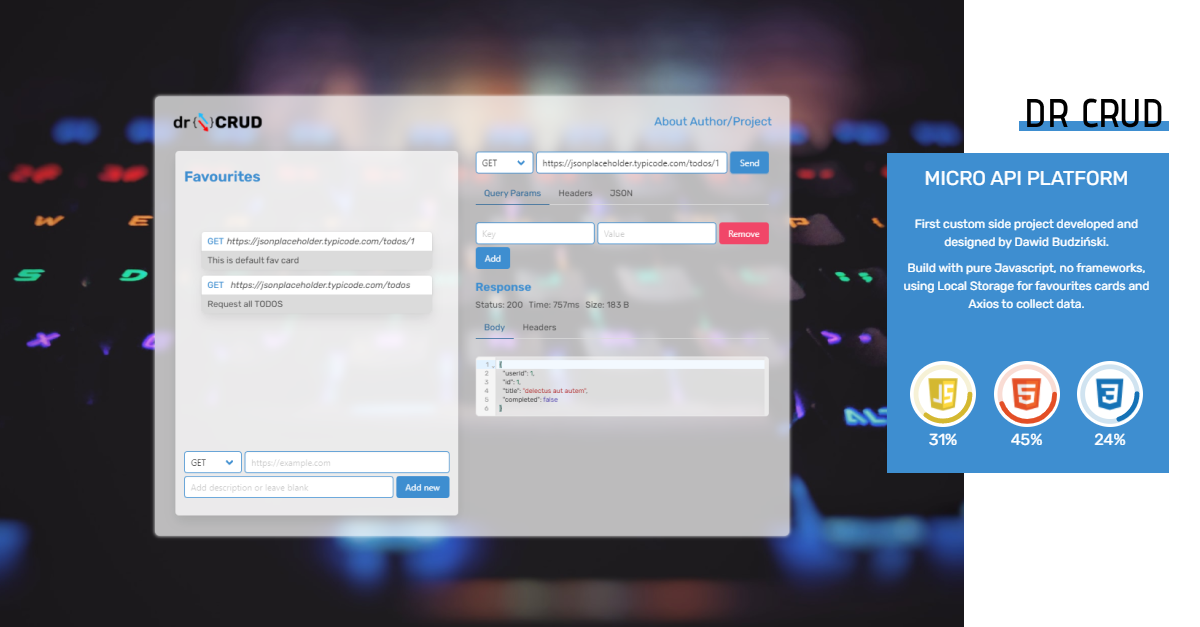 dr{}CRUD
About Author/Project
Favourites
GET https://jsonplaceholder.typicode.com/todos/1
This is default fav card
GET https://jsonplaceholder.typicode.com/todos
Request all TODOS
GET
https://example.com
Add description or leave blank
Add new
GET
https://jsonplaceholder.typicode.com/todos/1
Send
Query Params Headers JSON
Key
Value
Remove
Add
Response
Status: 200 Time: 757ms Size: 183 B
Body Headers
1 {
2 "userId": 1,
3 "id": 1,
4 "title": "delectus aut autem",
5 "completed": false
6 }
DR CRUD
MICRO API PLATFORM
First custom side project developed and
designed by Dawid Budziński.
Build with pure Javascript, no frameworks,
using Local Storage for favourites cards and
Axios to collect data.
JS 5 3
31% 45% 24%
W E
S D
X
ALT